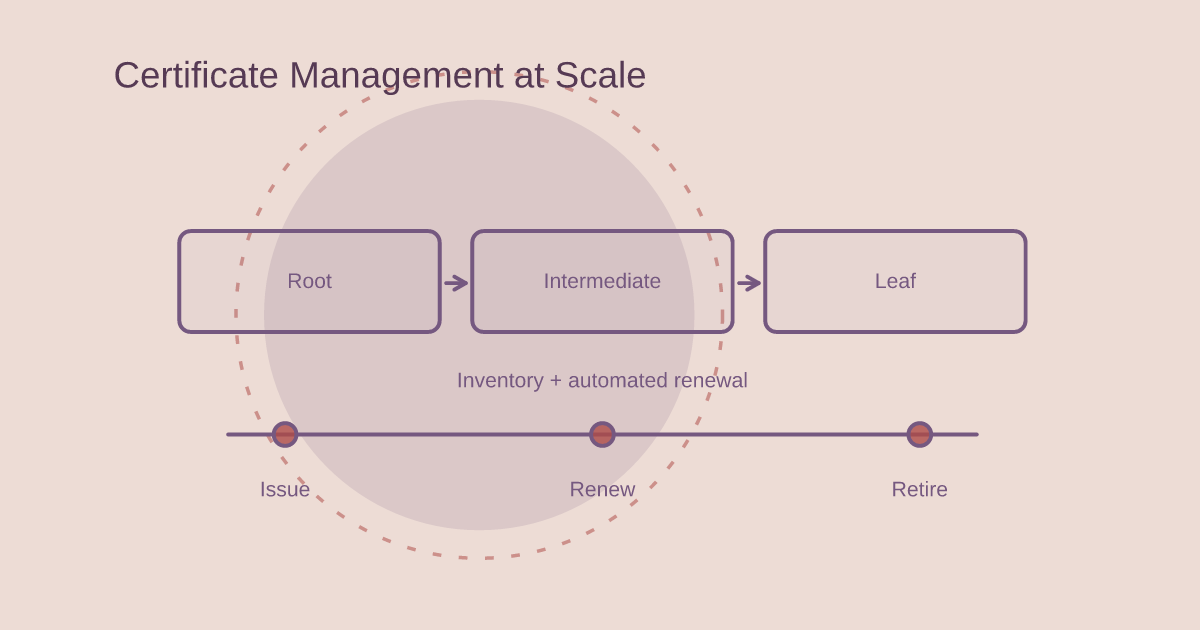 Certificate Management at Scale
Root
Intermediate
Leaf
Inventory + automated renewal
Issue
Renew
Retire